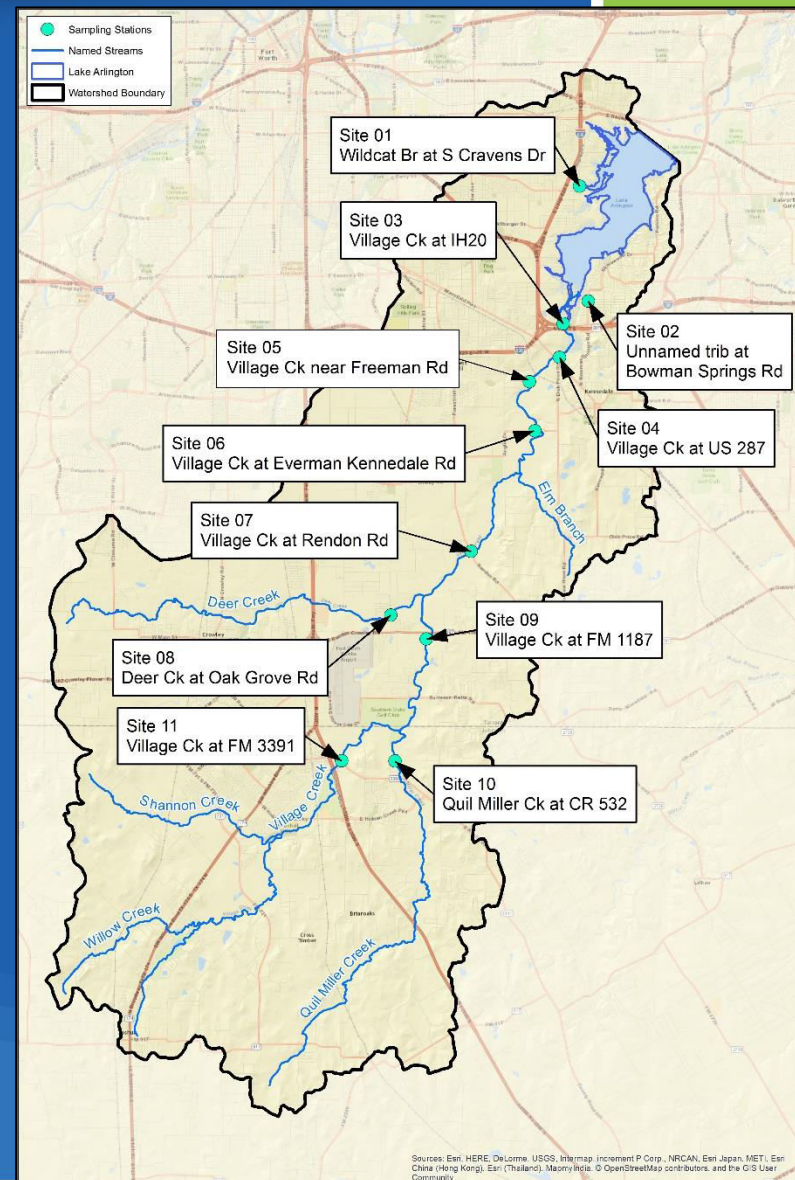 Sampling Stations
Named Streams
Lake Arlington
Watershed Boundary
Fort
Worth
Site 01
Wildcat Br at S Cravens Dr
Lake
Arlington
Site 03
Village Ck at IH20
Site 02
Unnamed trib at
Bowman Springs Rd
Site 05
Village Ck near Freeman Rd
Kennedale
Site 04
Village Ck at US 287
Site 06
Village Ck at Everman Kennedale Rd
Elm Branch
Site 07
Village Ck at Rendon Rd
Deer Creek
Crowley
Site 09
Village Ck at FM 1187
Site 08
Deer Ck at Oak Grove Rd
Site 11
Village Ck at FM 3391
Site 10
Quil Miller Ck at CR 532
Shannon Creek
Village Creek
Willow Creek
Briaroaks
Cross
Timber
Quil Miller Creek
Sources: Esri, HERE, DeLorme, USGS, Intermap, increment P Corp., NRCAN, Esri Japan, METI, Esri
China (Hong Kong), Esri (Thailand), MapmyIndia, © OpenStreetMap contributors, and the GIS User
Community